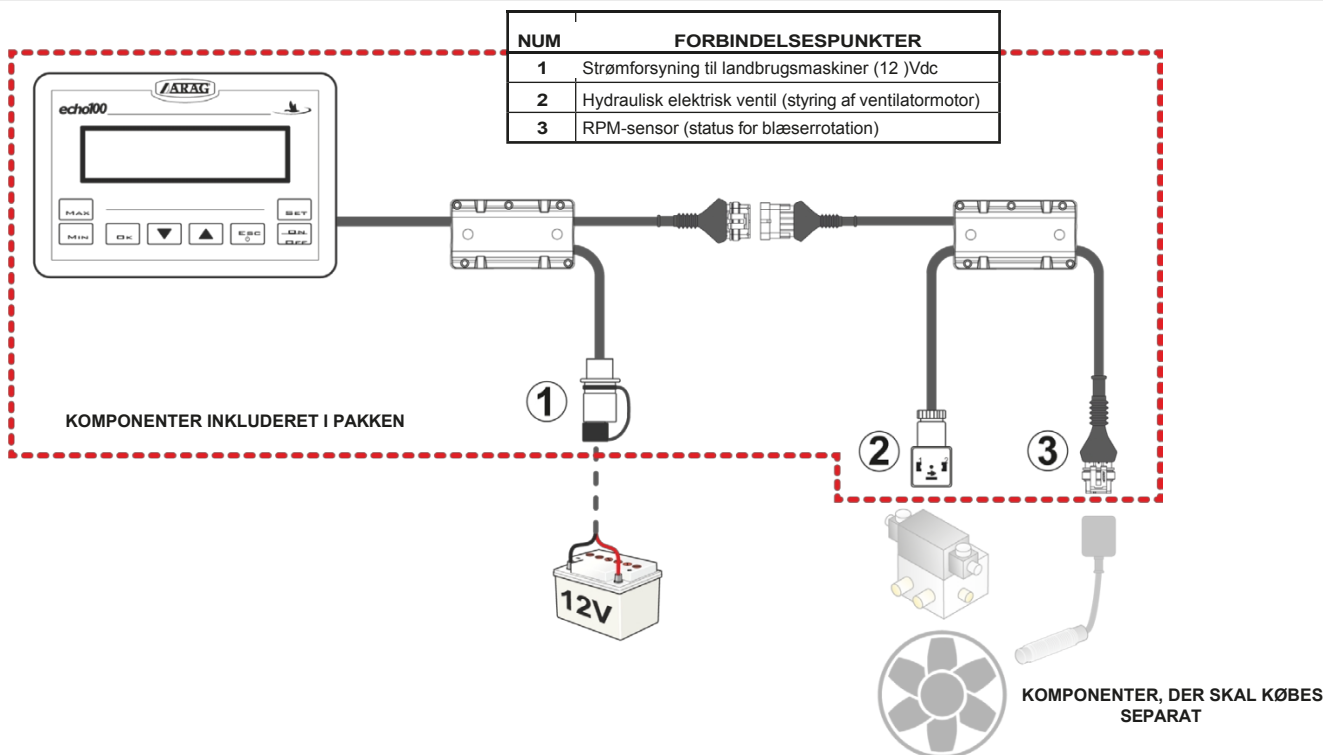 NUM FORBINDELSESPUNKTER
1 Strømforsyning til landbrugsmaskiner (12 )Vdc
2 Hydraulisk elektrisk ventil (styring af ventilatormotor)
3 RPM-sensor (status for blæserrotation)
ARAG
echo100
MAX
SET
MIN
OK
ESC
ON
OFF
1
KOMPONENTER INKLUDERET I PAKKEN
2
1 2
3
12V
KOMPONENTER, DER SKAL KØBES
SEPARAT